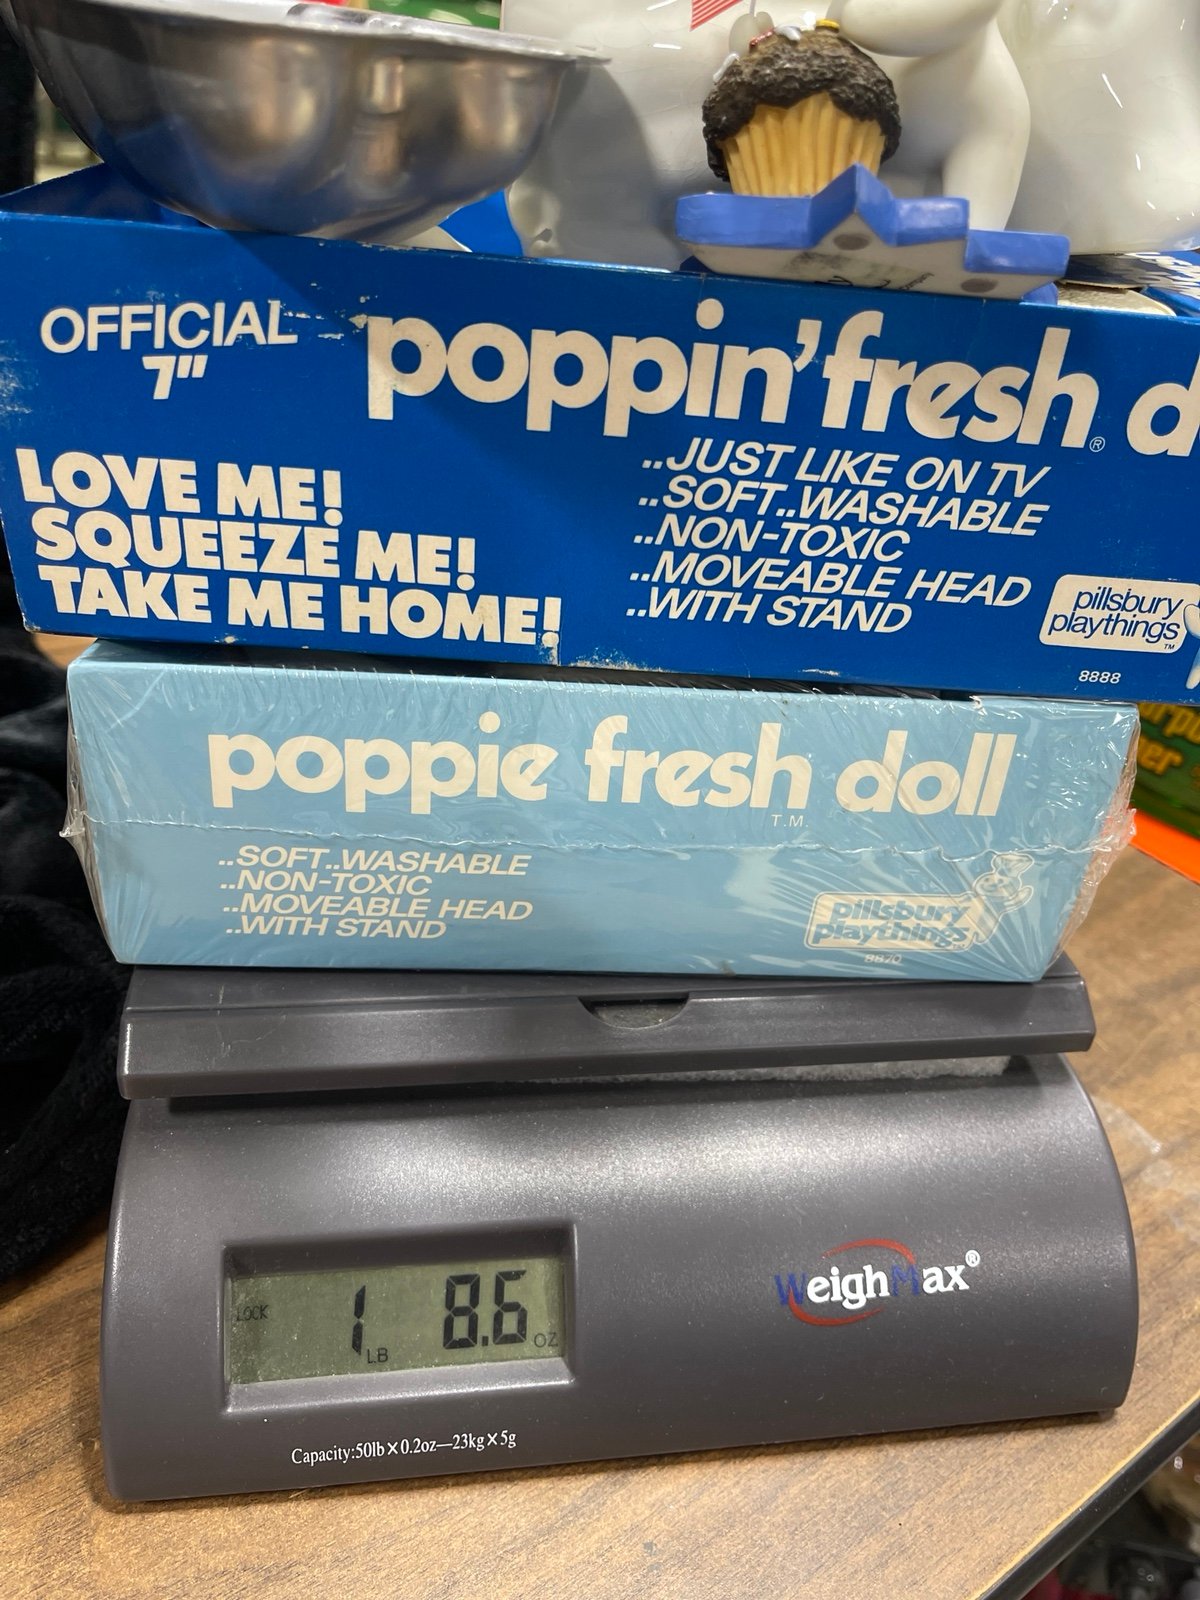 OFFICIAL
7"
poppin' fresh® d
LOVE ME!
SQUEEZE ME!
TAKE ME HOME!
..JUST LIKE ON TV
..SOFT..WASHABLE
..NON-TOXIC
..MOVEABLE HEAD
..WITH STAND
pillsbury
playthings™
8888
poppie fresh doll
T.M.
..SOFT..WASHABLE
..NON-TOXIC
..MOVEABLE HEAD
..WITH STAND
pillsbury
playthings
8870
WeighMax®
LOCK 1 LB 8.6 OZ
Capacity:50lb×0.2oz—23kg×5g